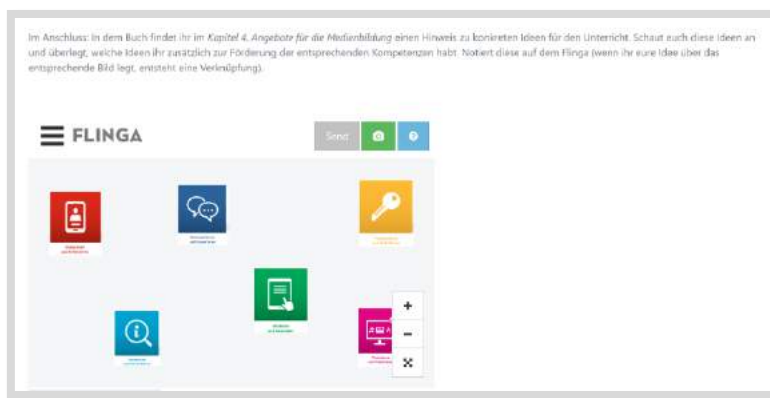 Im Anschluss: In dem Buch findet ihr im Kapitel 4. Angebote für die Medienbildung einen Hinweis zu konkreten Ideen für den Unterricht. Schaut euch diese Ideen an
und überlegt, welche Ideen ihr zusätzlich zur Förderung der entsprechenden Kompetenzen habt. Notiert diese auf dem Flinga (wenn ihr eure Idee über das
entsprechende Bild legt, entsteht eine Verknüpfung).
FLINGA
Send
+
−